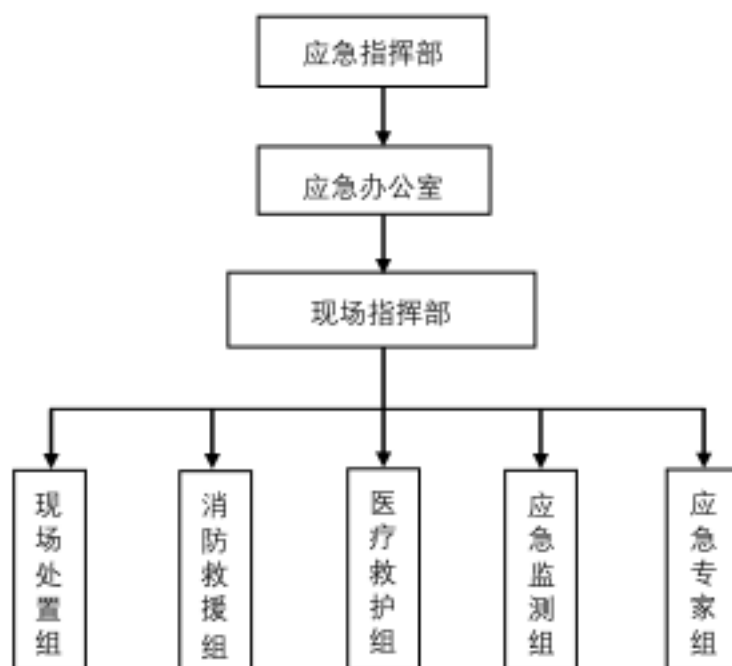 应急指挥部
应急办公室
现场指挥部
现场处置组
消防救援组
医疗救护组
应急监测组
应急专家组